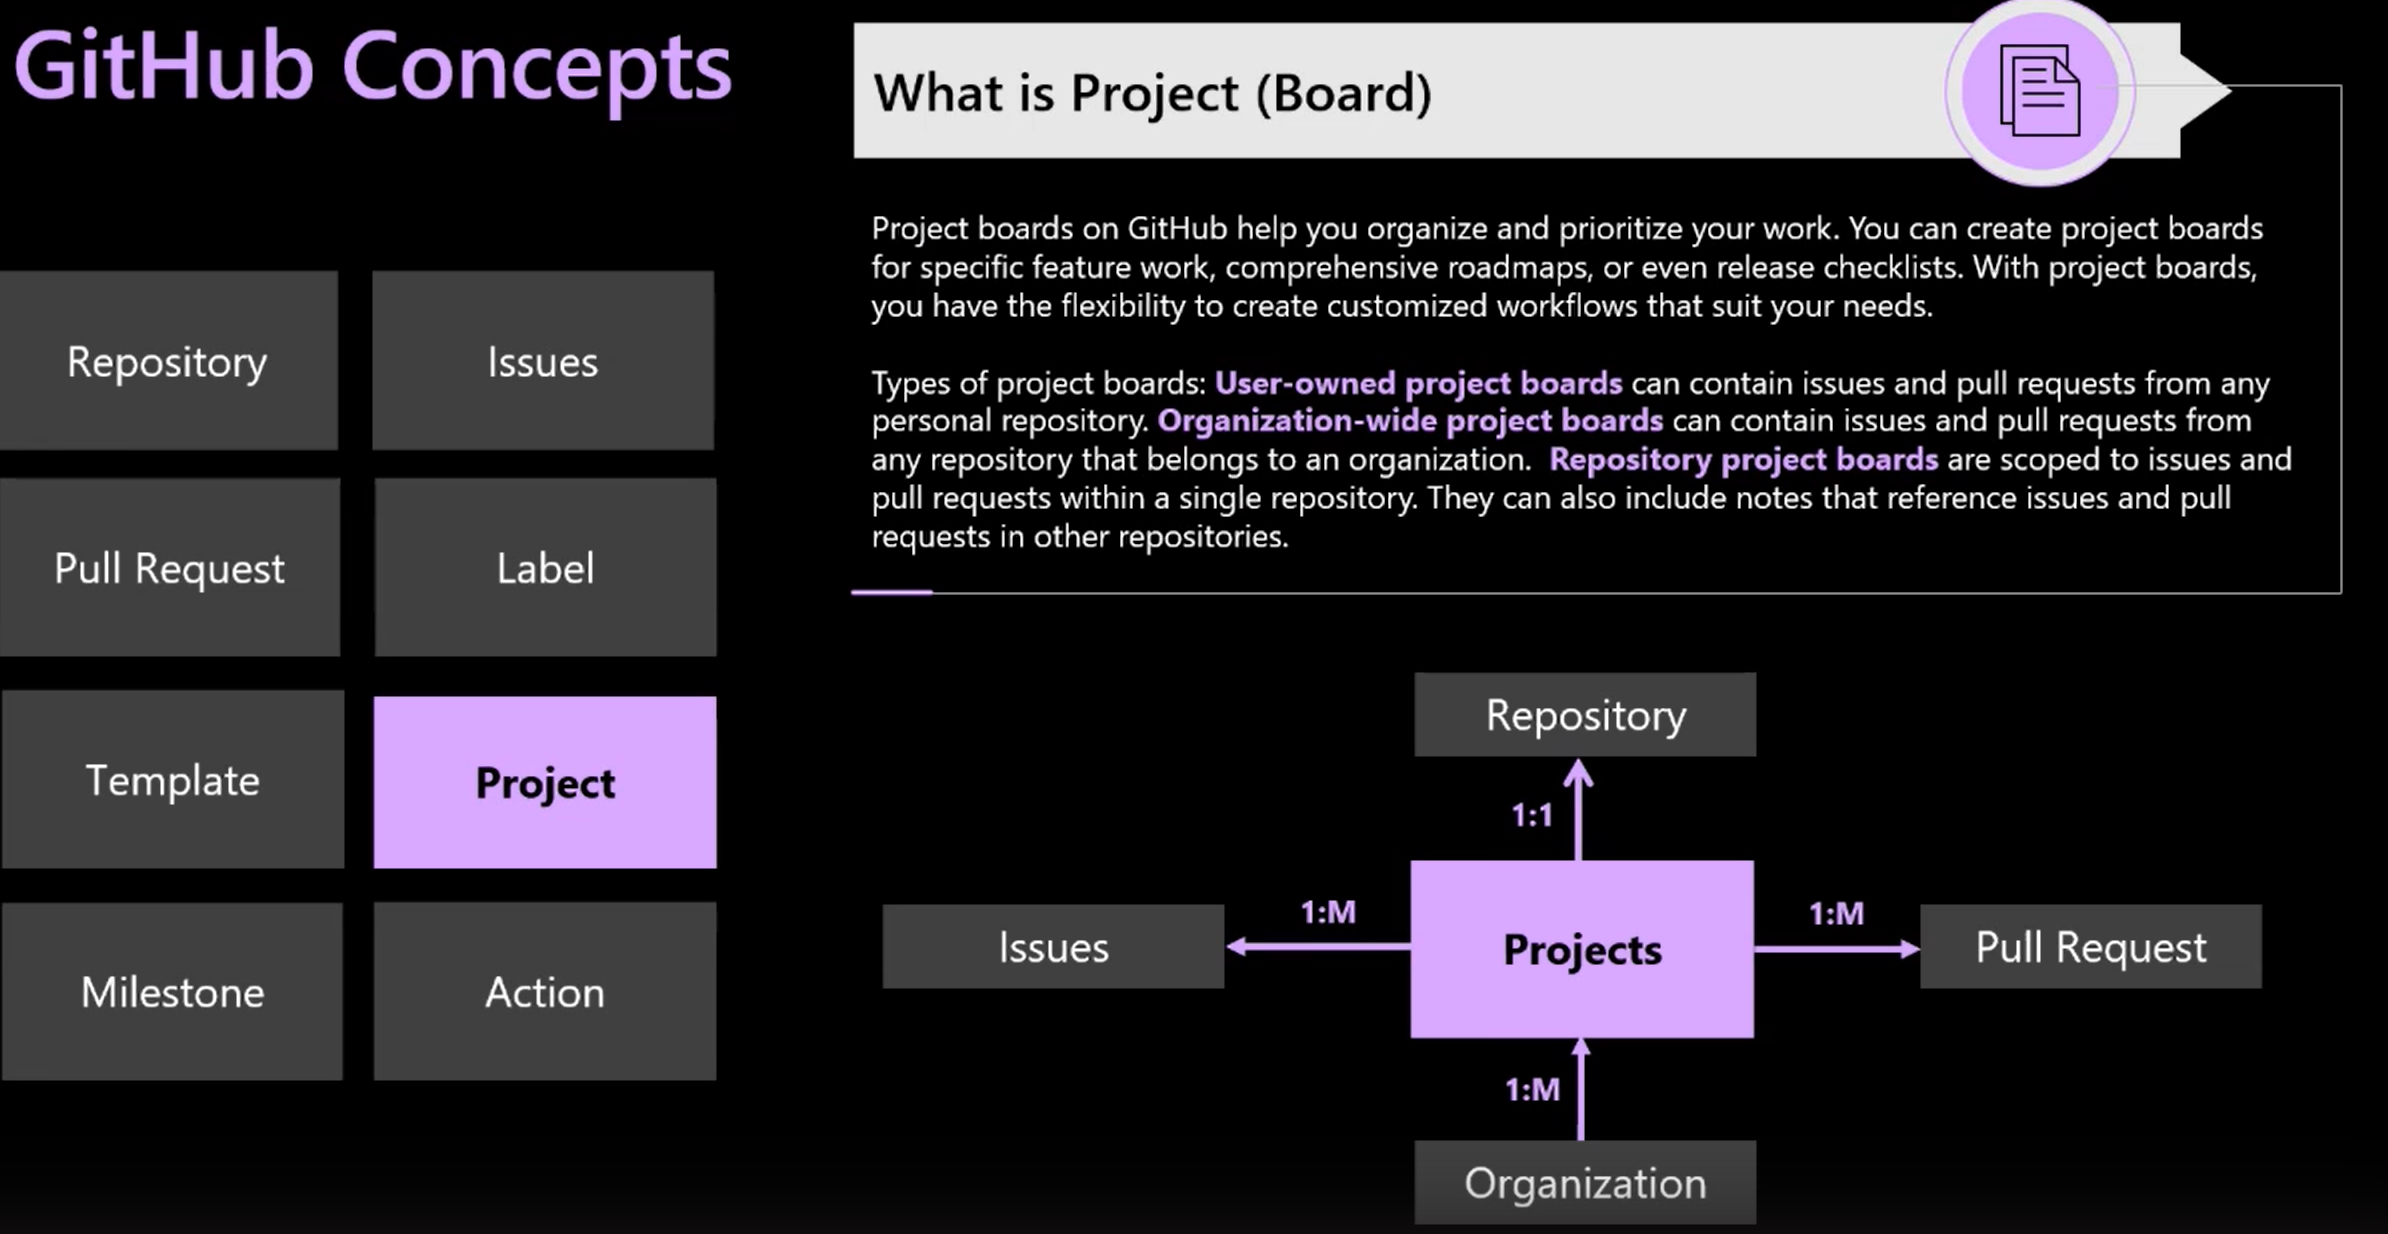 GitHub Concepts
What is Project (Board)
Project boards on GitHub help you organize and prioritize your work. You can create project boards
for specific feature work, comprehensive roadmaps, or even release checklists. With project boards,
you have the flexibility to create customized workflows that suit your needs.
Types of project boards: User-owned project boards can contain issues and pull requests from any
personal repository. Organization-wide project boards can contain issues and pull requests from
any repository that belongs to an organization. Repository project boards are scoped to issues and
pull requests within a single repository. They can also include notes that reference issues and pull
requests in other repositories.
Repository
Issues
Pull Request
Label
Template
Project
Milestone
Action
Repository
1:1
Issues
1:M
Projects
1:M
Pull Request
1:M
Organization